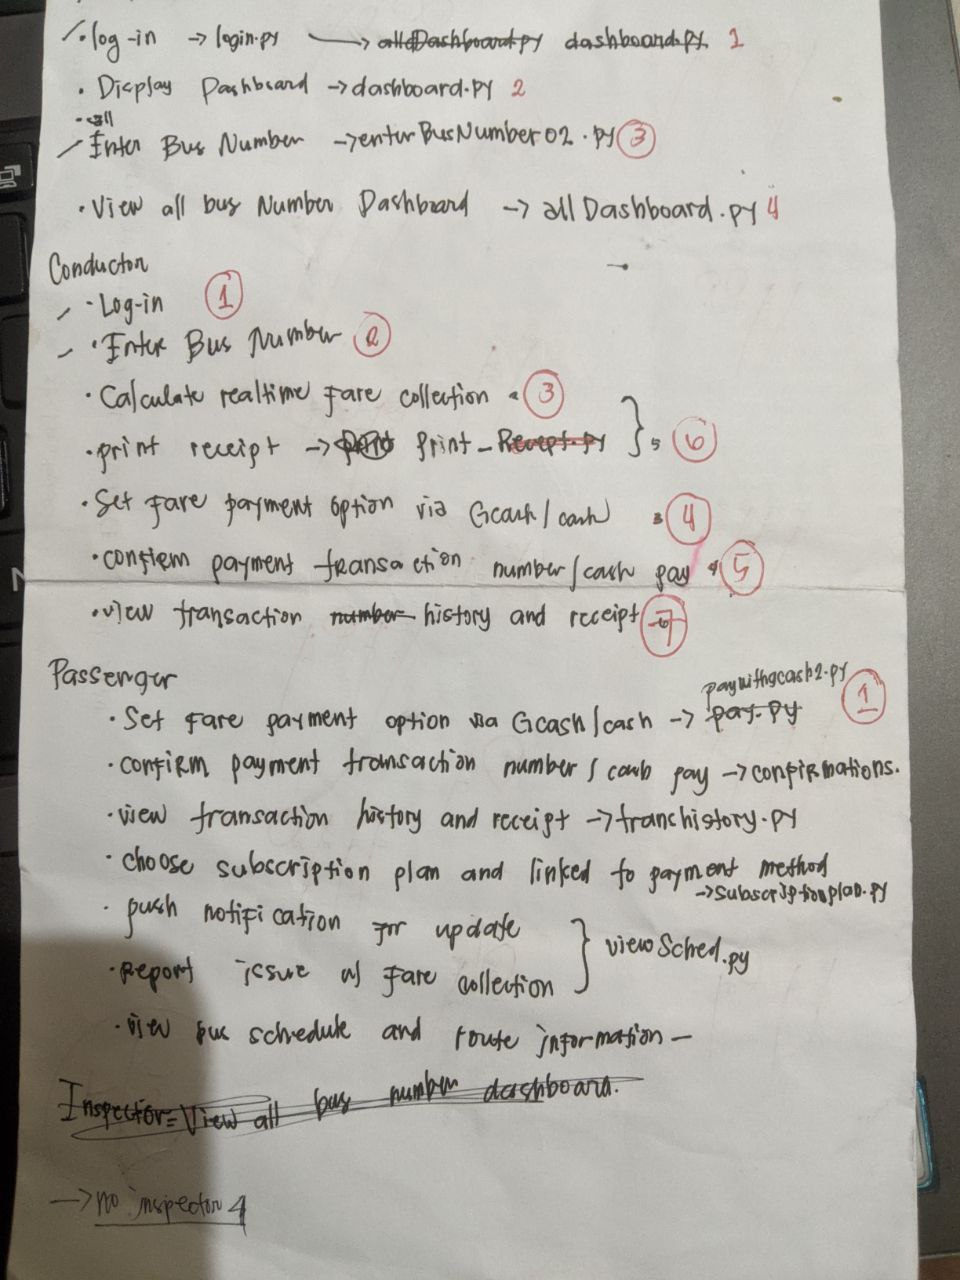 · log-in → login.py → allDashboard.py dashboard.py 1
· Display Dashboard → dashboard.py 2
· all
Enter Bus Number → enterBusNumber02.py 3
· View all bus Number Dashboard → allDashboard.py 4
Conductor
· Log-in 1
· Enter Bus Number 2
· Calculate realtime Fare collection 3
· print receipt → Print print-Recept.py } 5 6
· Set Fare payment option via Gcash/cash 3 4
· confirm payment transaction number/cash pay 4 5
· view transaction number history and receipt 7
Passenger
paywithgcash2.py
· Set Fare payment option via Gcash/cash → pay.py 1
· confirm payment transaction number / cash pay → confirmations.
· view transaction history and receipt → tranchistory.py
· choose subscription plan and linked to payment method
→ subscriptionplan.py
· push notification for update
} viewSched.py
· Report issue w/ Fare collection
· view bus schedule and route information –
Inspector = View all bus number dashboard.
→ no inspector